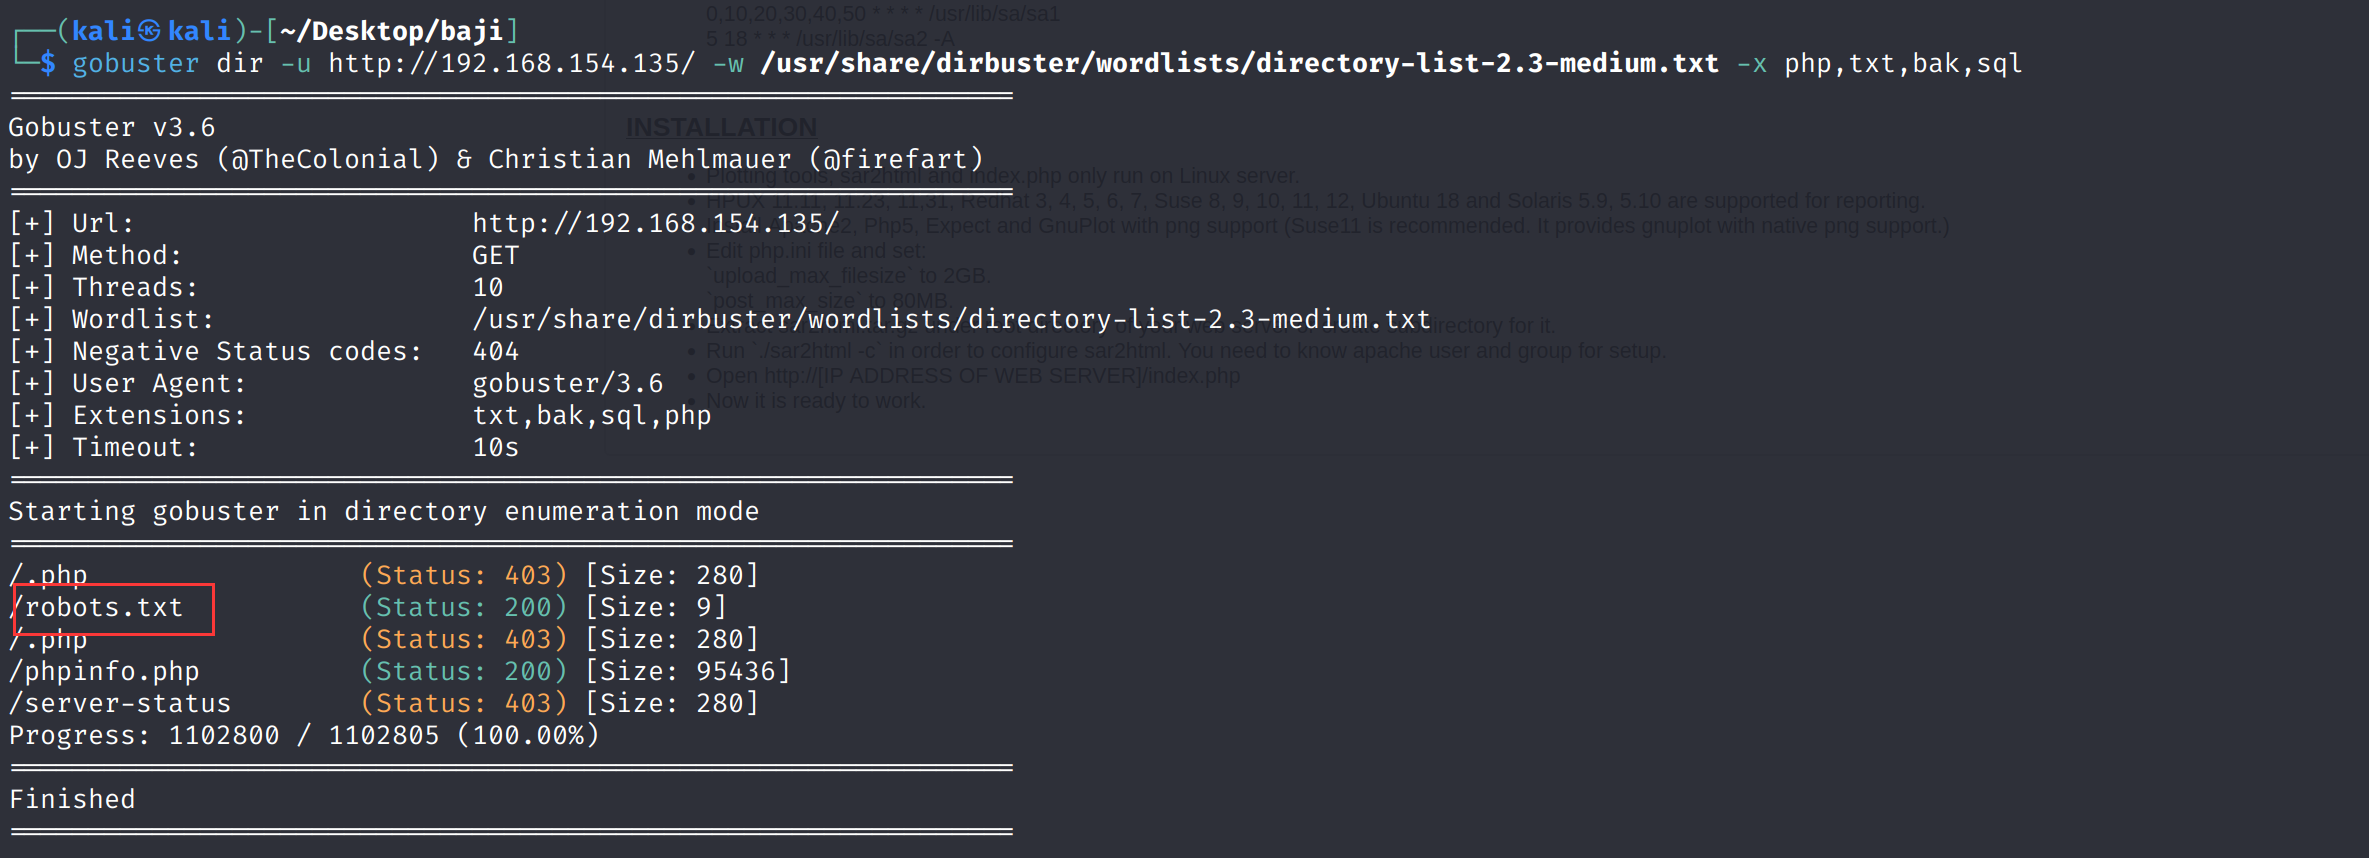 0,10,20,30,40,50 * * * * /usr/lib/sa/sa1
5 18 * * * /usr/lib/sa/sa2 -A
┌──(kali㉿kali)-[~/Desktop/baji]
└─$ gobuster dir -u http://192.168.154.135/ -w /usr/share/dirbuster/wordlists/directory-list-2.3-medium.txt -x php,txt,bak,sql
INSTALLATION
Gobuster v3.6
by OJ Reeves (@TheColonial) & Christian Mehlmauer (@firefart)
Plotting tools, sar2html and index.php only run on Linux server.
HPUX 11.11, 11.23, 11,31, Redhat 3, 4, 5, 6, 7, Suse 8, 9, 10, 11, 12, Ubuntu 18 and Solaris 5.9, 5.10 are supported for reporting.
[+] Url: http://192.168.154.135/
Php5, Expect and GnuPlot with png support (Suse11 is recommended. It provides gnuplot with native png support.)
[+] Method: GET
Edit php.ini file and set:
`upload_max_filesize` to 2GB.
[+] Threads: 10
`post_max_size` to 80MB.
[+] Wordlist: /usr/share/dirbuster/wordlists/directory-list-2.3-medium.txt
directory for it.
[+] Negative Status codes: 404
Run `./sar2html -c` in order to configure sar2html. You need to know apache user and group for setup.
[+] User Agent: gobuster/3.6
Open http://[IP ADDRESS OF WEB SERVER]/index.php
[+] Extensions: txt,bak,sql,php
Now it is ready to work.
[+] Timeout: 10s
Starting gobuster in directory enumeration mode
/.php (Status: 403) [Size: 280]
/robots.txt (Status: 200) [Size: 9]
/.php (Status: 403) [Size: 280]
/phpinfo.php (Status: 200) [Size: 95436]
/server-status (Status: 403) [Size: 280]
Progress: 1102800 / 1102805 (100.00%)
Finished